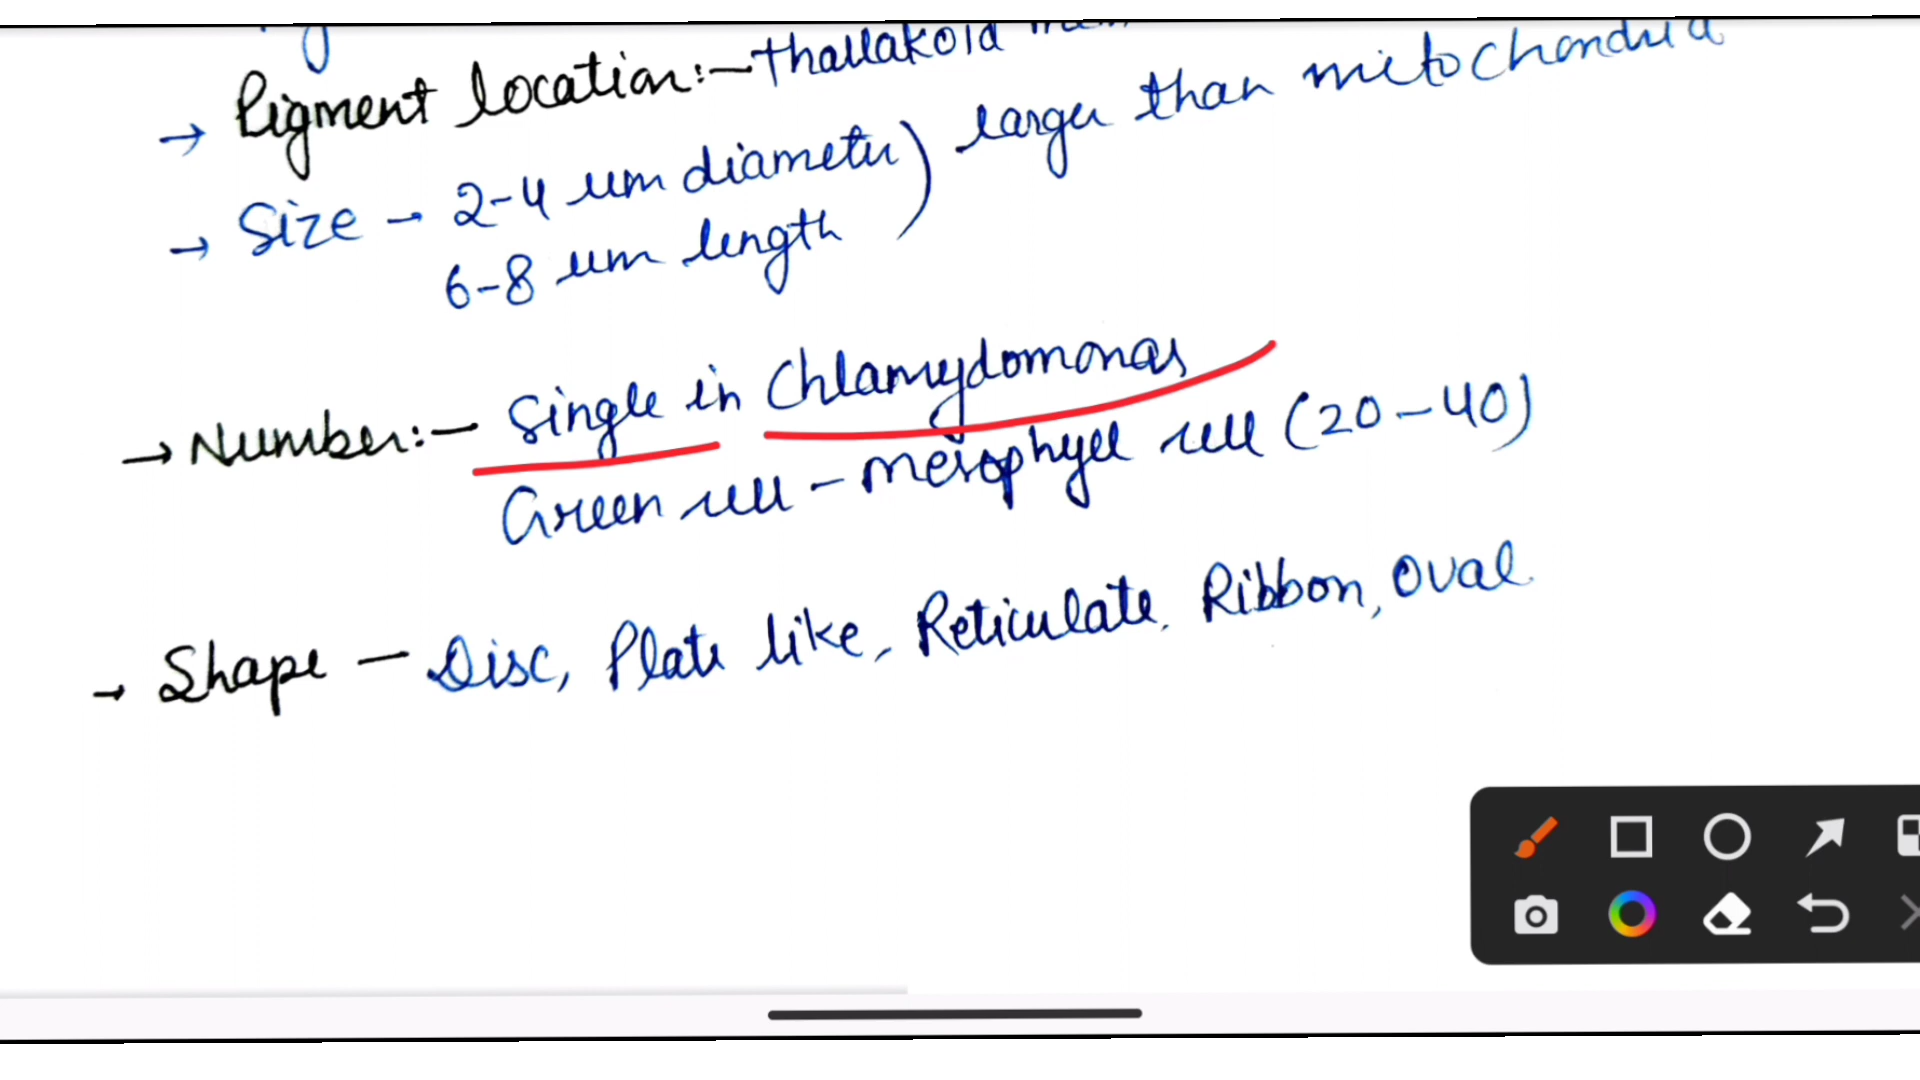 → Pigment location:- thallakoid
→ Size - 2-4 um diameter) larger than mitochondria
6-8 um length
→ Number:- Single in Chlamydomonas
Green cell - mesophyll cell (20-40)
→ Shape - Disc, Plate like, Reticulate, Ribbon, Oval